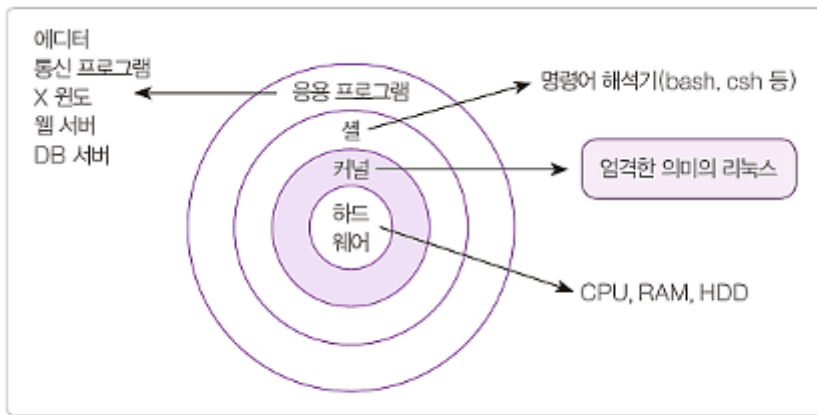 에디터
통신 프로그램
X 윈도
웹 서버
DB 서버
응용 프로그램
셸
커널
하드
웨어
명령어 해석기(bash, csh 등)
엄격한 의미의 리눅스
CPU, RAM, HDD